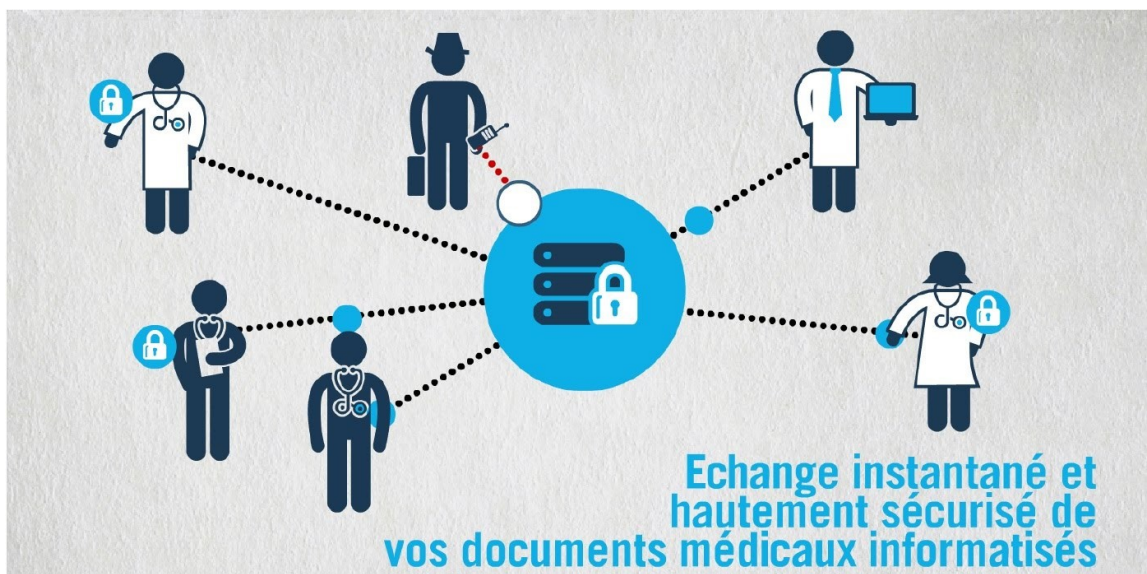 Echange instantané et
hautement sécurisé de
vos documents médicaux informatisés